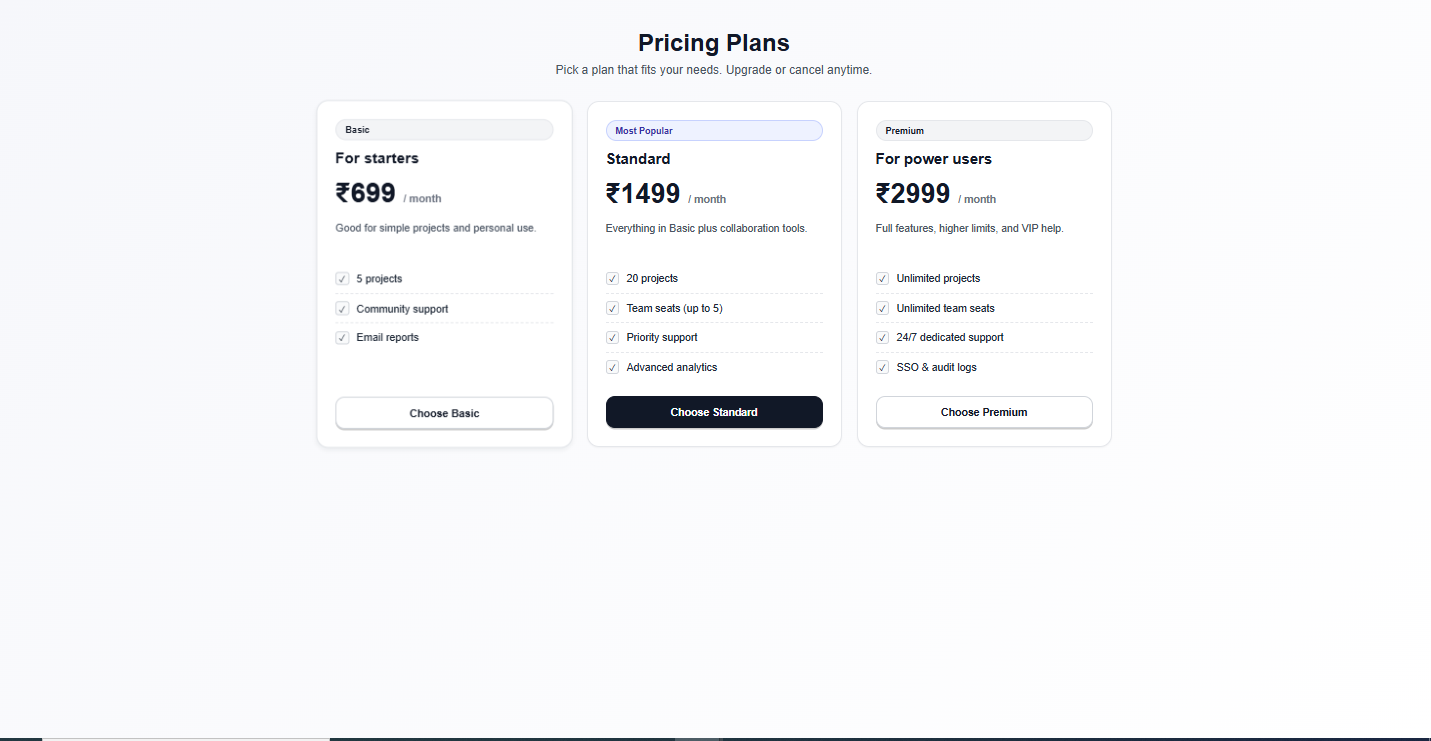 Pricing Plans
Pick a plan that fits your needs. Upgrade or cancel anytime.
Basic
For starters
₹699 / month
Good for simple projects and personal use.
✓ 5 projects
✓ Community support
✓ Email reports
Choose Basic
Most Popular
Standard
₹1499 / month
Everything in Basic plus collaboration tools.
✓ 20 projects
✓ Team seats (up to 5)
✓ Priority support
✓ Advanced analytics
Choose Standard
Premium
For power users
₹2999 / month
Full features, higher limits, and VIP help.
✓ Unlimited projects
✓ Unlimited team seats
✓ 24/7 dedicated support
✓ SSO & audit logs
Choose Premium